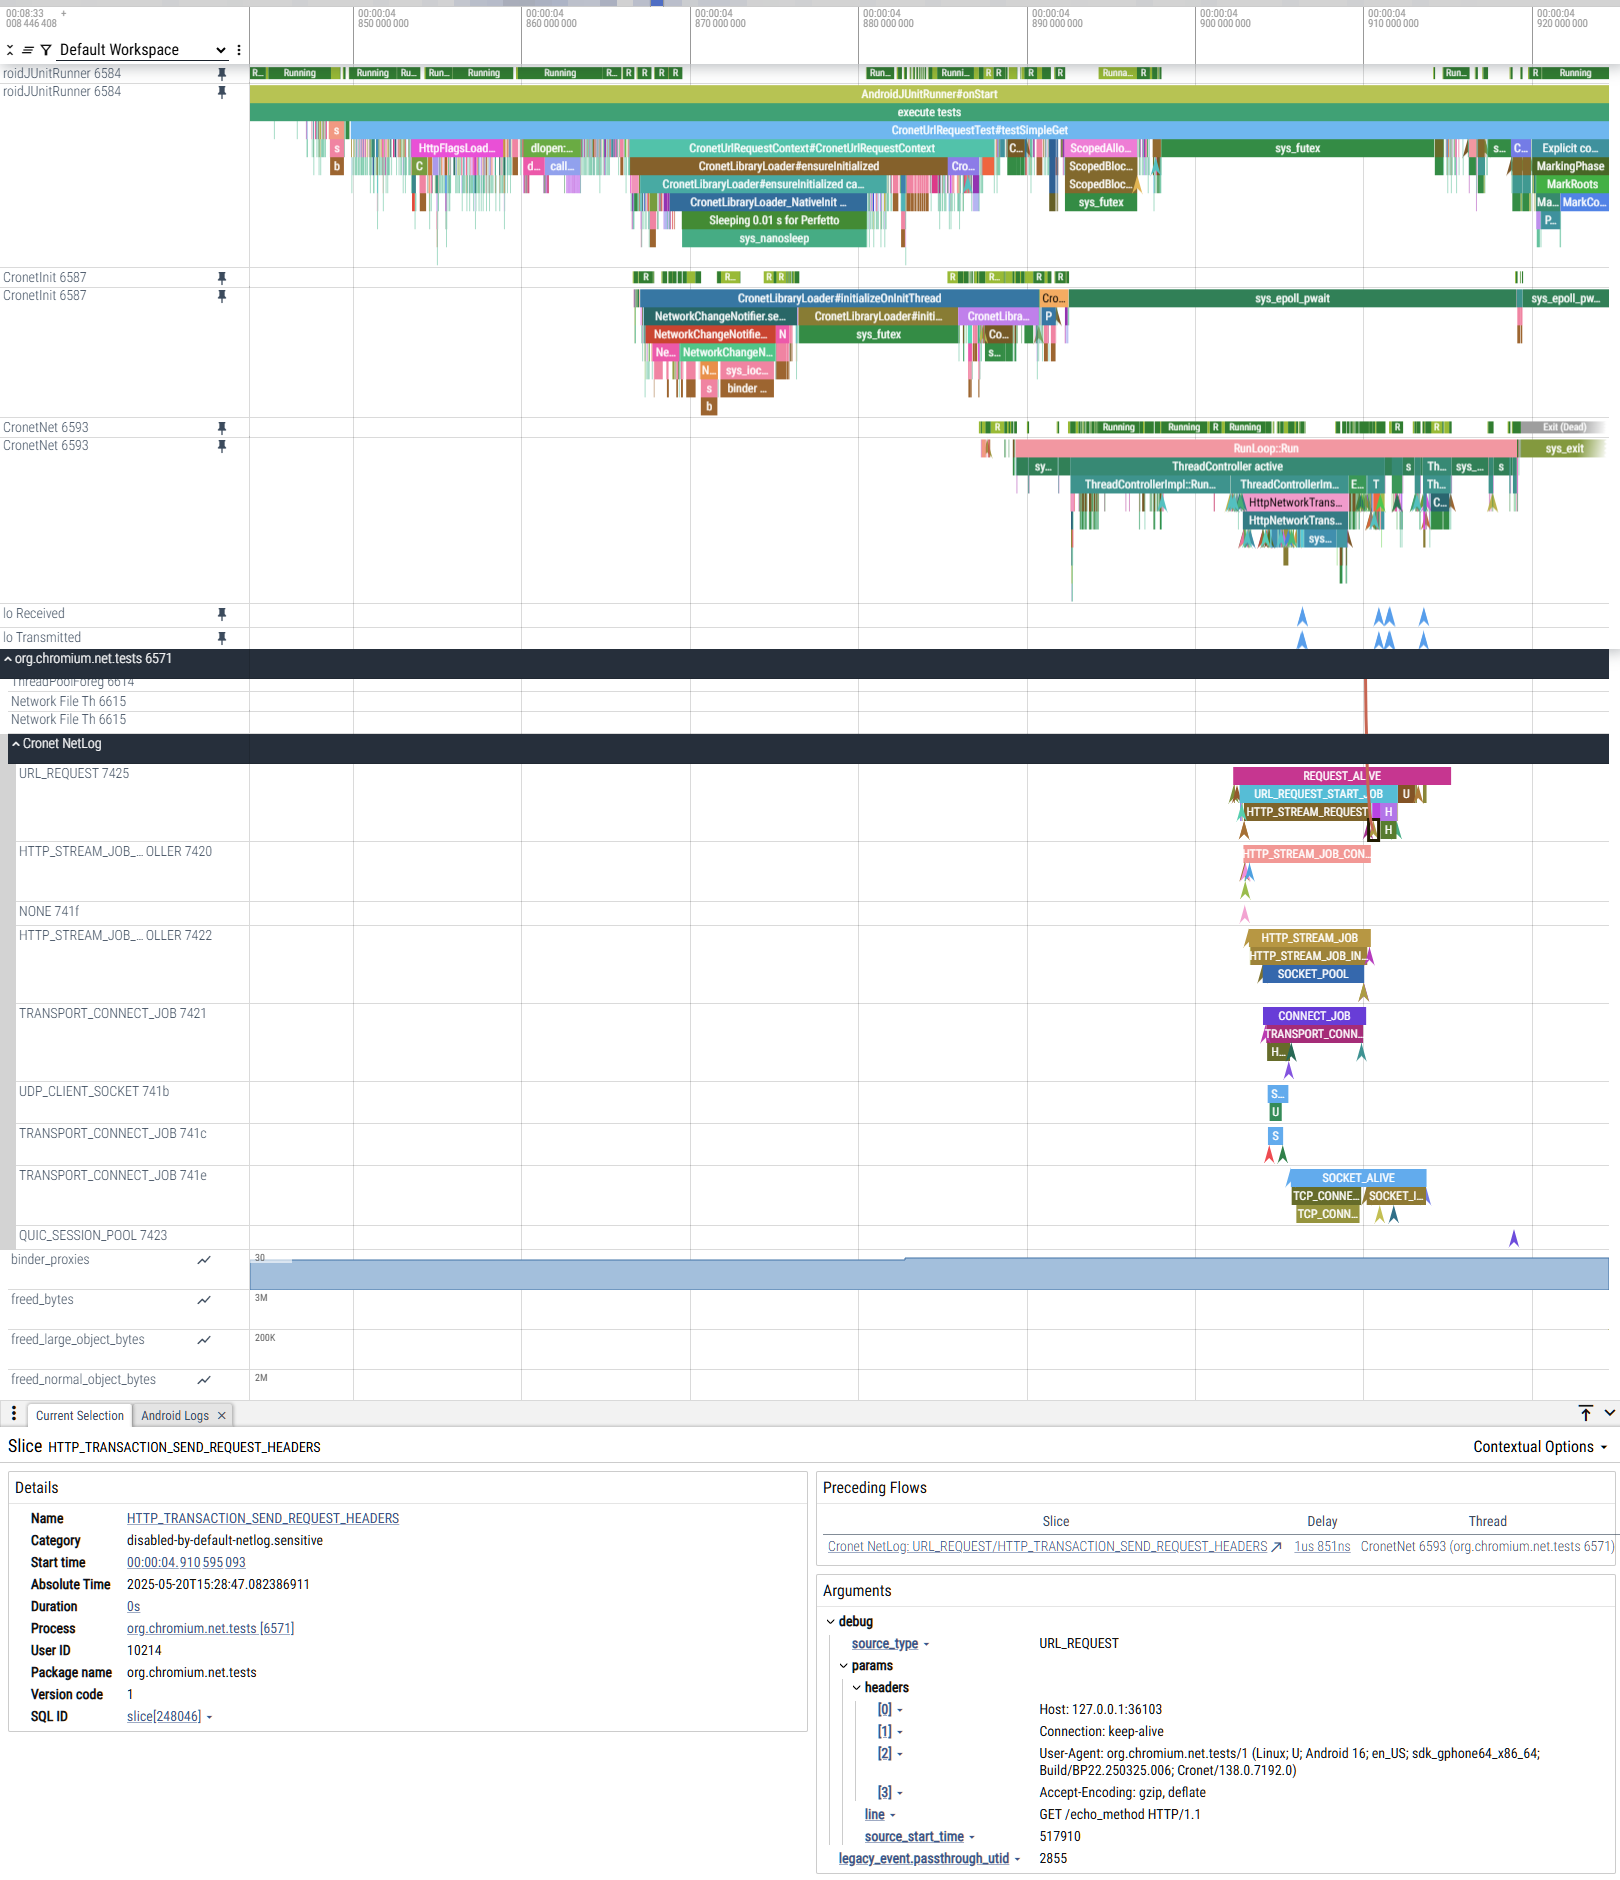 00:08:33 +
008 446 408
00:00:04
850 000 000
00:00:04
860 000 000
00:00:04
870 000 000
00:00:04
880 000 000
00:00:04
890 000 000
00:00:04
900 000 000
00:00:04
910 000 000
00:00:04
920 000 000
Default Workspace
roidJUnitRunner 6584
R... Running Running Ru... Run... Running Running R... R R R R Run... Runni... R R R R Runna... R Run... R Running
roidJUnitRunner 6584
AndroidJUnitRunner#onStart
execute tests
s CronetUrlRequestTest#testSimpleGet
s HttpFlagsLoad... dlopen:... CronetUrlRequestContext#CronetUrlRequestContext C... ScopedAllo... sys_futex s... C... Explicit co...
b C d... call... CronetLibraryLoader#ensureInitialized Cro... ScopedBloc... MarkingPhase
CronetLibraryLoader#ensureInitialized ca... ScopedBloc... MarkRoots
CronetLibraryLoader_NativeInit ... sys_futex Ma... MarkCo...
Sleeping 0.01 s for Perfetto P...
sys_nanosleep
CronetInit 6587
R R... R R R R... R R
CronetInit 6587
CronetLibraryLoader#initializeOnInitThread Cro... sys_epoll_pwait sys_epoll_pw...
NetworkChangeNotifier.se... CronetLibraryLoader#initi... CronetLibra... P
NetworkChangeNotifie... N sys_futex Co...
Ne... NetworkChangeN... s...
N... sys_ioc...
s binder ...
b
CronetNet 6593
R Running Running R Running R R Exit (Dead)
CronetNet 6593
RunLoop::Run sys_exit
sy... ThreadController active s Th... sys_... s
ThreadControllerImpl::Run... ThreadControllerIm... E... T Th...
HttpNetworkTrans... C...
HttpNetworkTrans...
sys...
lo Received
lo Transmitted
org.chromium.net.tests 6571
ThreadPoolForeg 6614
Network File Th 6615
Network File Th 6615
Cronet NetLog
URL_REQUEST 7425
REQUEST_ALIVE
URL_REQUEST_START_JOB U
HTTP_STREAM_REQUEST H
H
HTTP_STREAM_JOB_... OLLER 7420
HTTP_STREAM_JOB_CON...
NONE 741f
HTTP_STREAM_JOB_... OLLER 7422
HTTP_STREAM_JOB
HTTP_STREAM_JOB_IN...
SOCKET_POOL
TRANSPORT_CONNECT_JOB 7421
CONNECT_JOB
TRANSPORT_CONN...
H...
UDP_CLIENT_SOCKET 741b
S...
U
TRANSPORT_CONNECT_JOB 741c
S
TRANSPORT_CONNECT_JOB 741e
SOCKET_ALIVE
TCP_CONNE... SOCKET_I...
TCP_CONN...
QUIC_SESSION_POOL 7423
binder_proxies
30
freed_bytes
3M
freed_large_object_bytes
200K
freed_normal_object_bytes
2M
Current Selection Android Logs
Slice HTTP_TRANSACTION_SEND_REQUEST_HEADERS
Contextual Options
Details
Name HTTP_TRANSACTION_SEND_REQUEST_HEADERS
Category disabled-by-default-netlog.sensitive
Start time 00:00:04.910 595 093
Absolute Time 2025-05-20T15:28:47.082386911
Duration 0s
Process org.chromium.net.tests [6571]
User ID 10214
Package name org.chromium.net.tests
Version code 1
SQL ID slice[248046]
Preceding Flows
Slice Delay Thread
Cronet NetLog: URL_REQUEST/HTTP_TRANSACTION_SEND_REQUEST_HEADERS 1us 851ns CronetNet 6593 (org.chromium.net.tests 6571)
Arguments
debug
source_type URL_REQUEST
params
headers
[0] Host: 127.0.0.1:36103
[1] Connection: keep-alive
[2] User-Agent: org.chromium.net.tests/1 (Linux; U; Android 16; en_US; sdk_gphone64_x86_64;
Build/BP22.250325.006; Cronet/138.0.7192.0)
[3] Accept-Encoding: gzip, deflate
line GET /echo_method HTTP/1.1
source_start_time 517910
legacy_event.passthrough_utid 2855